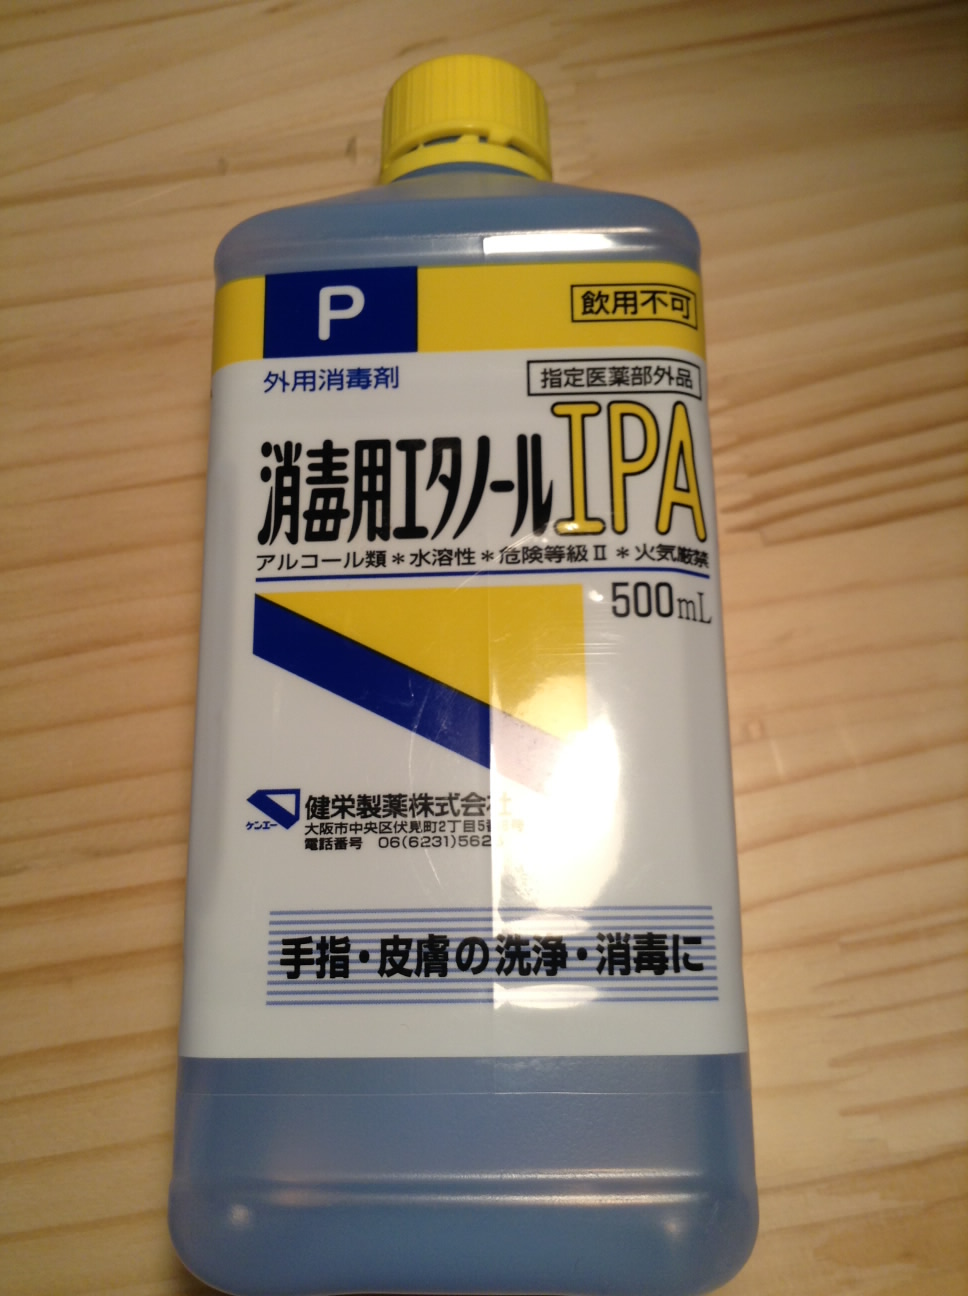 P
飲用不可
外用消毒剤
指定医薬部外品
消毒用エタノールIPA
アルコール類*水溶性*危険等級Ⅱ*火気厳禁
500mL
ケンエー
健栄製薬株式会社
大阪市中央区伏見町2丁目5番
電話番号 06(6231)562
手指・皮膚の洗浄・消毒に